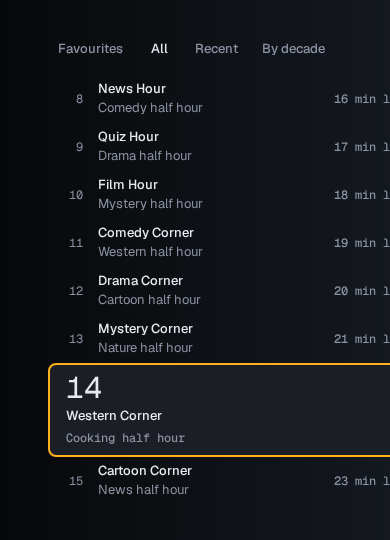 Favourites All Recent By decade
8 News Hour 16 min l
Comedy half hour
9 Quiz Hour 17 min l
Drama half hour
10 Film Hour 18 min l
Mystery half hour
11 Comedy Corner 19 min l
Western half hour
12 Drama Corner 20 min l
Cartoon half hour
13 Mystery Corner 21 min l
Nature half hour
14
Western Corner
Cooking half hour
15 Cartoon Corner 23 min l
News half hour